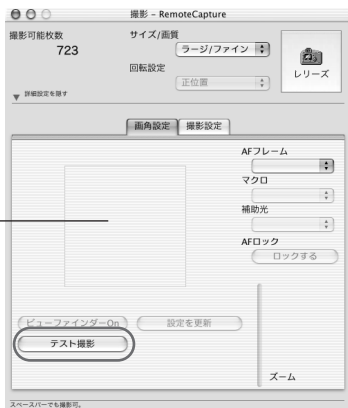 撮影 – RemoteCapture
撮影可能枚数
723
サイズ/画質
ラージ/ファイン
回転設定
正位置
レリーズ
詳細設定を隠す
画角設定
撮影設定
AFフレーム
マクロ
補助光
AFロック
ロックする
ビューファインダーOn
設定を更新
テスト撮影
ズーム
スペースバーでも撮影可。